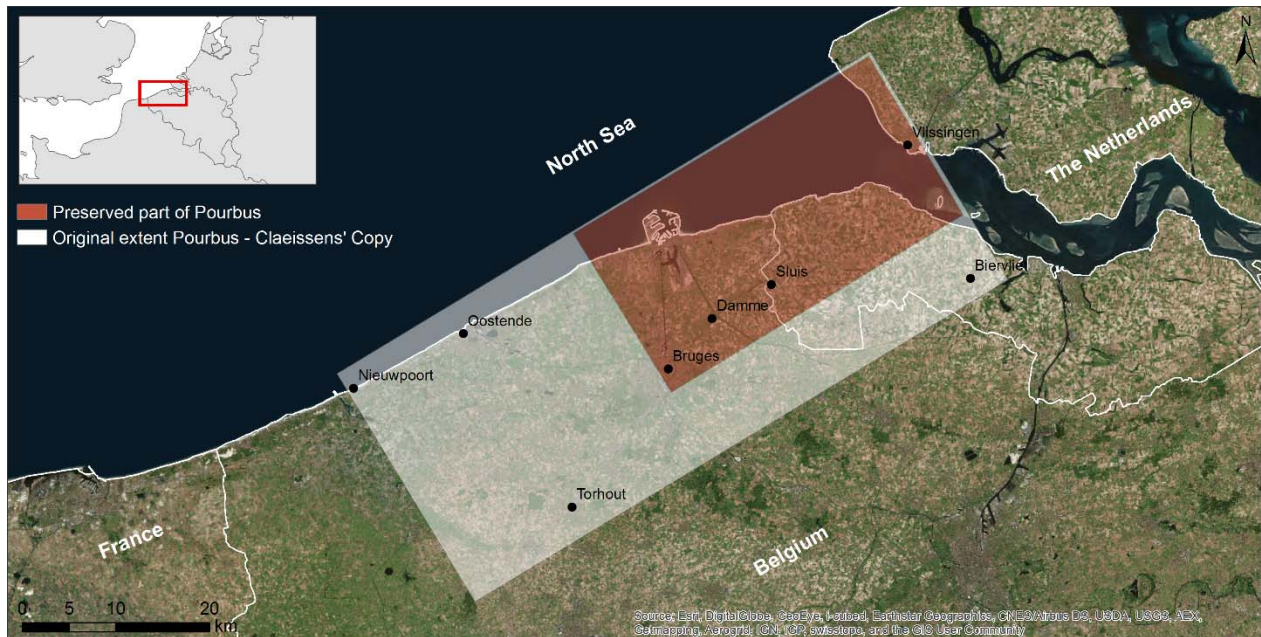 N
North Sea
The Netherlands
Vlissingen
Preserved part of Pourbus
Original extent Pourbus - Claeissens' Copy
Sluis
Biervlie
Damme
Oostende
Bruges
Nieuwpoort
Torhout
France
Belgium
0 5 10 20
km
Source: Esri, DigitalGlobe, GeoEye, i-cubed, Earthstar Geographics, CNES/Airbus DS, USDA, USGS, AEX,
Getmapping, Aerogrid, IGN, IGP, swisstopo, and the GIS User Community